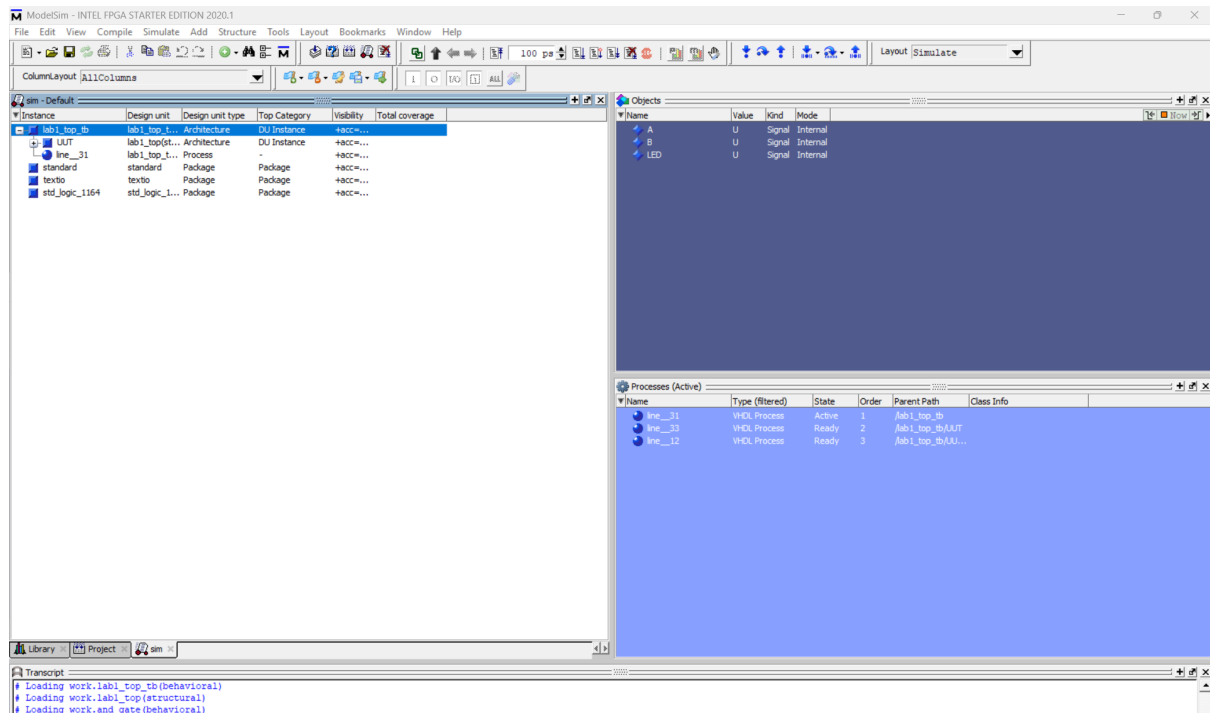 ModelSim - INTEL FPGA STARTER EDITION 2020.1
File Edit View Compile Simulate Add Structure Tools Layout Bookmarks Window Help
100 ps Layout Simulate
ColumnLayout AllColumns
sim - Default
Instance Design unit Design unit type Top Category Visibility Total coverage
lab1_top_tb lab1_top_t... Architecture DU Instance +acc=...
UUT lab1_top(st... Architecture DU Instance +acc=...
line__31 lab1_top_t... Process - +acc=...
standard standard Package Package +acc=...
textio textio Package Package +acc=...
std_logic_1164 std_logic_1... Package Package +acc=...
Objects
Name Value Kind Mode Now
A U Signal Internal
B U Signal Internal
LED U Signal Internal
Processes (Active)
Name Type (filtered) State Order Parent Path Class Info
line__31 VHDL Process Active 1 /lab1_top_tb
line__33 VHDL Process Ready 2 /lab1_top_tb/UUT
line__12 VHDL Process Ready 3 /lab1_top_tb/UU...
Library Project sim
Transcript
# Loading work.lab1_top_tb(behavioral)
# Loading work.lab1_top(structural)
# Loading work.and_gate(behavioral)